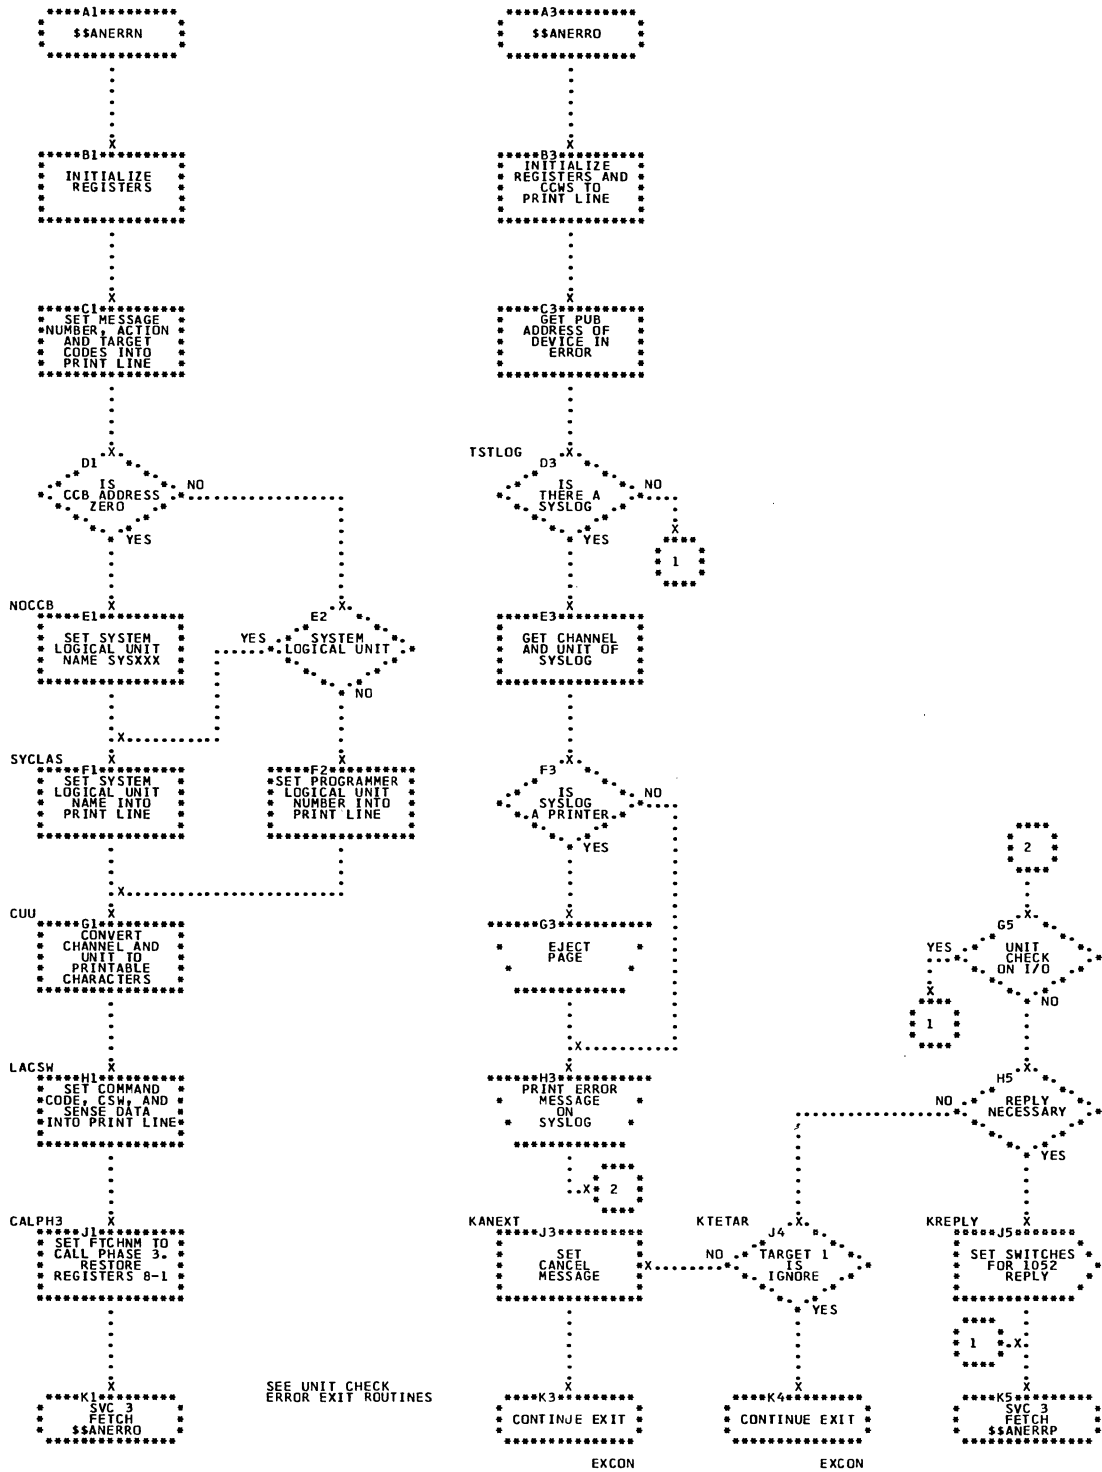 A1
$$ANERRN
B1
INITIALIZE
REGISTERS
C1
SET MESSAGE
NUMBER, ACTION
AND TARGET
CODES INTO
PRINT LINE
D1
IS
CCB ADDRESS
ZERO
NO
YES
NOCCB
E1
SET SYSTEM
LOGICAL UNIT
NAME SYSXXX
E2
SYSTEM
LOGICAL UNIT
YES
NO
SYCLAS
F1
SET SYSTEM
LOGICAL UNIT
NAME INTO
PRINT LINE
F2
SET PROGRAMMER
LOGICAL UNIT
NUMBER INTO
PRINT LINE
CUU
G1
CONVERT
CHANNEL AND
UNIT TO
PRINTABLE
CHARACTERS
LACSW
H1
SET COMMAND
CODE, CSW, AND
SENSE DATA
INTO PRINT LINE
CALPH3
J1
SET FTCHNM TO
CALL PHASE 3.
RESTORE
REGISTERS 8-1
K1
SVC 3
FETCH
$$ANERRO
SEE UNIT CHECK
ERROR EXIT ROUTINES
A3
$$ANERRO
B3
INITIALIZE
REGISTERS AND
CCWS TO
PRINT LINE
C3
GET PUB
ADDRESS OF
DEVICE IN
ERROR
TSTLOG
D3
IS
THERE A
SYSLOG
NO
YES
1
E3
GET CHANNEL
AND UNIT OF
SYSLOG
F3
IS
SYSLOG
A PRINTER
NO
YES
G3
EJECT
PAGE
H3
PRINT ERROR
MESSAGE
ON
SYSLOG
2
KANEXT
J3
SET
CANCEL
MESSAGE
K3
CONTINUE EXIT
EXCON
KTETAR
J4
TARGET 1
IS
IGNORE
NO
YES
K4
CONTINUE EXIT
EXCON
2
G5
UNIT
CHECK
ON I/O
YES
NO
1
H5
REPLY
NECESSARY
NO
YES
KREPLY
J5
SET SWITCHES
FOR 1052
REPLY
1
K5
SVC 3
FETCH
$$ANERRP